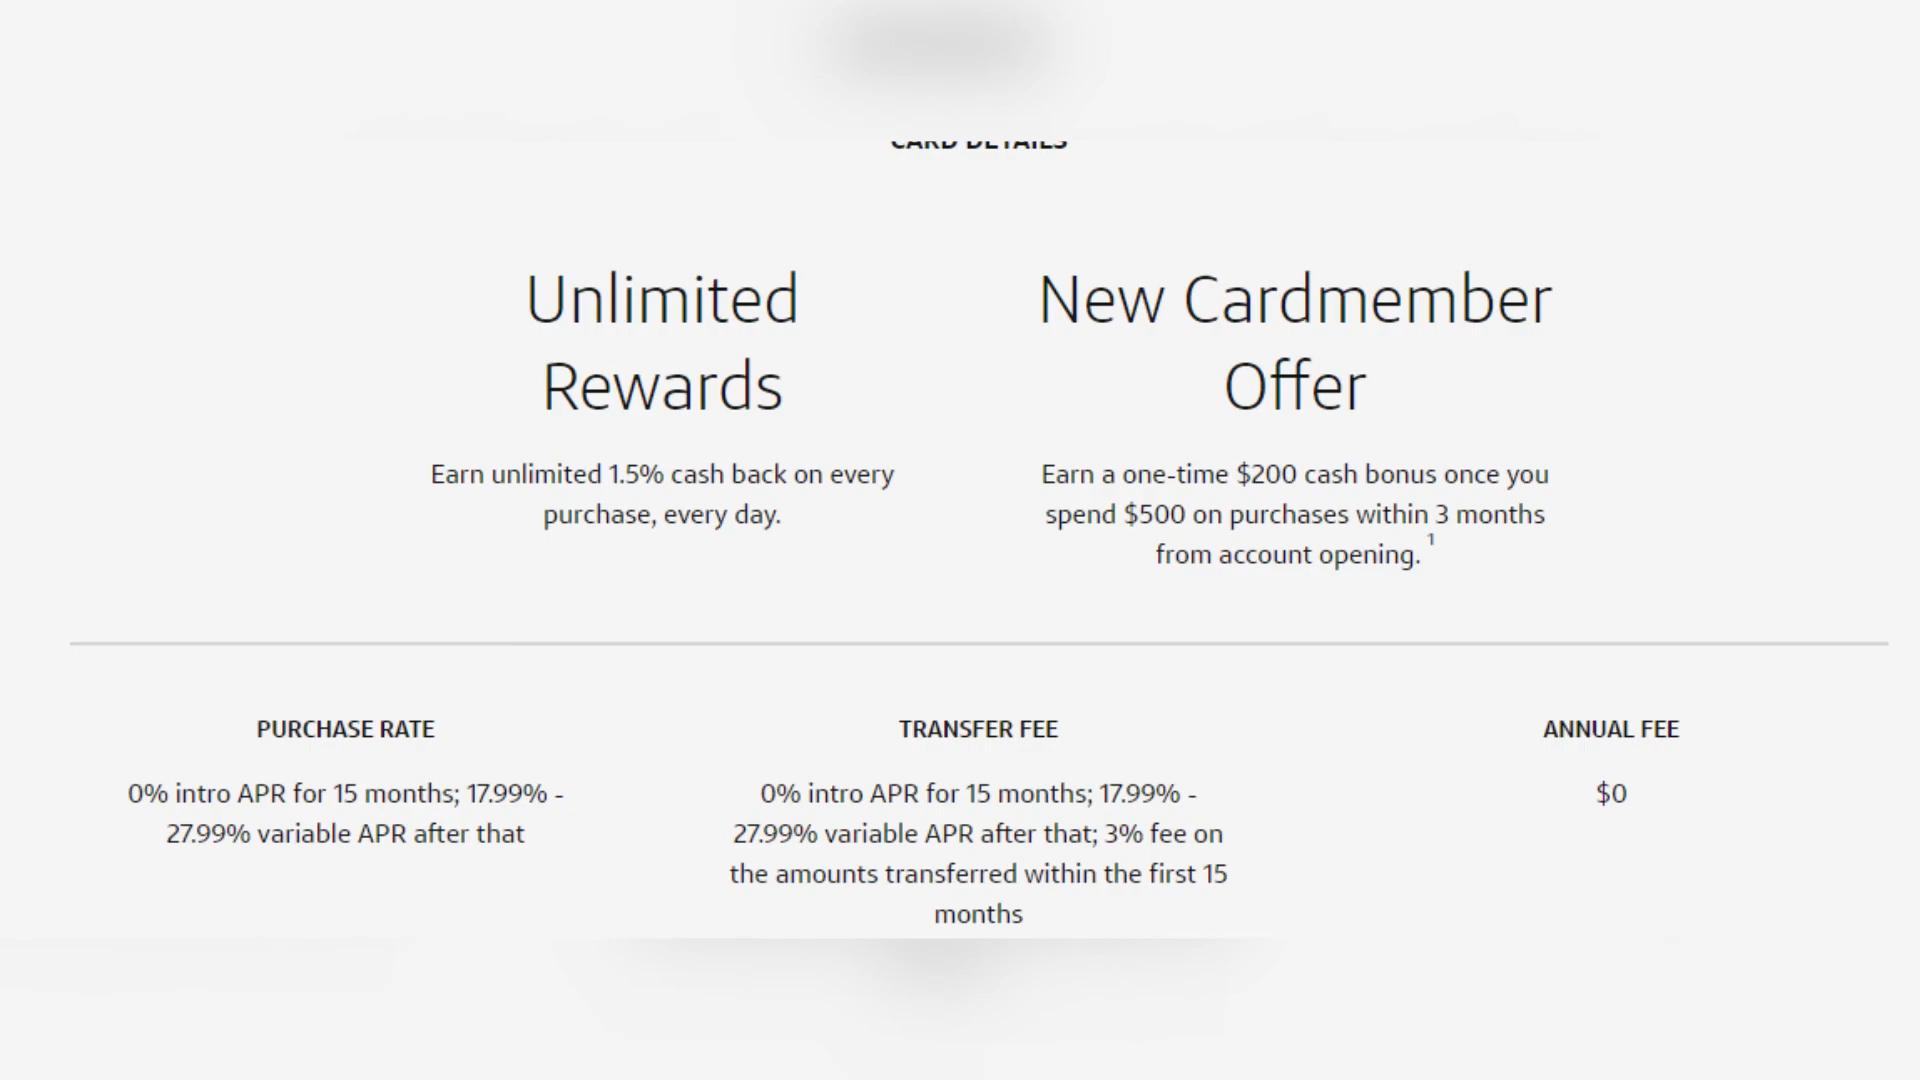 CARD DETAILS
Unlimited
Rewards
Earn unlimited 1.5% cash back on every
purchase, every day.
New Cardmember
Offer
Earn a one-time $200 cash bonus once you
spend $500 on purchases within 3 months
from account opening. 1
PURCHASE RATE
0% intro APR for 15 months; 17.99% -
27.99% variable APR after that
TRANSFER FEE
0% intro APR for 15 months; 17.99% -
27.99% variable APR after that; 3% fee on
the amounts transferred within the first 15
months
ANNUAL FEE
$0